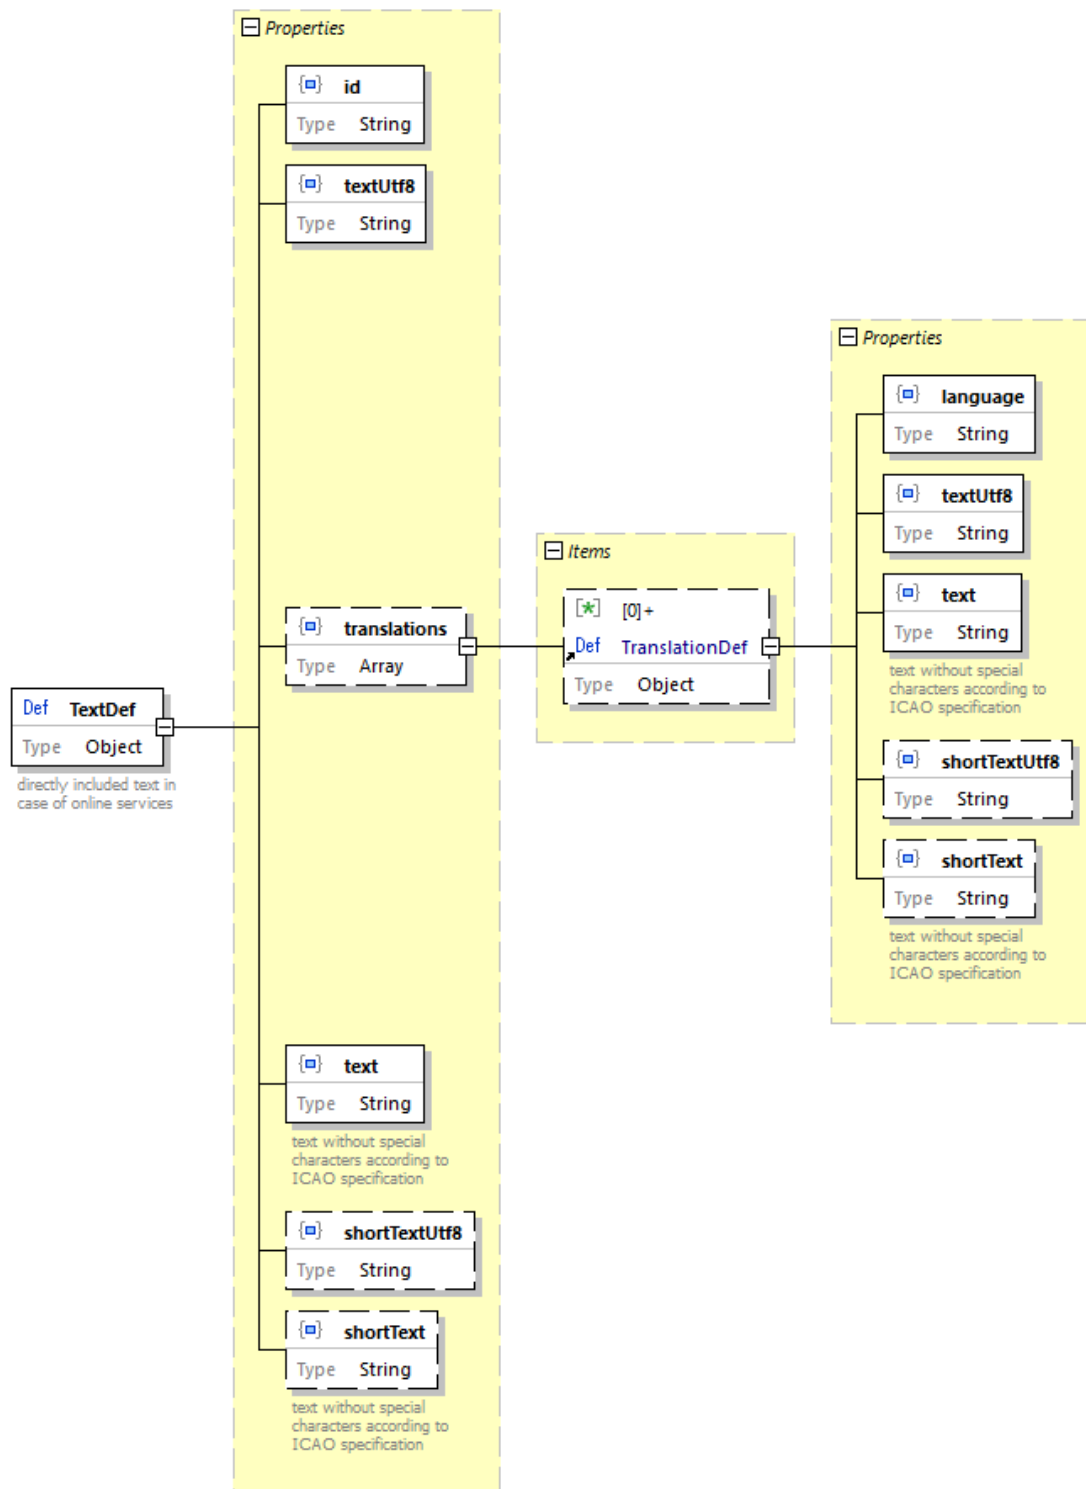 Properties
id
Type String
textUtf8
Type String
translations
Type Array
text
Type String
text without special
characters according to
ICAO specification
shortTextUtf8
Type String
shortText
Type String
text without special
characters according to
ICAO specification
Def TextDef
Type Object
directly included text in
case of online services
Items
[*] [0]+
Def TranslationDef
Type Object
Properties
language
Type String
textUtf8
Type String
text
Type String
text without special
characters according to
ICAO specification
shortTextUtf8
Type String
shortText
Type String
text without special
characters according to
ICAO specification